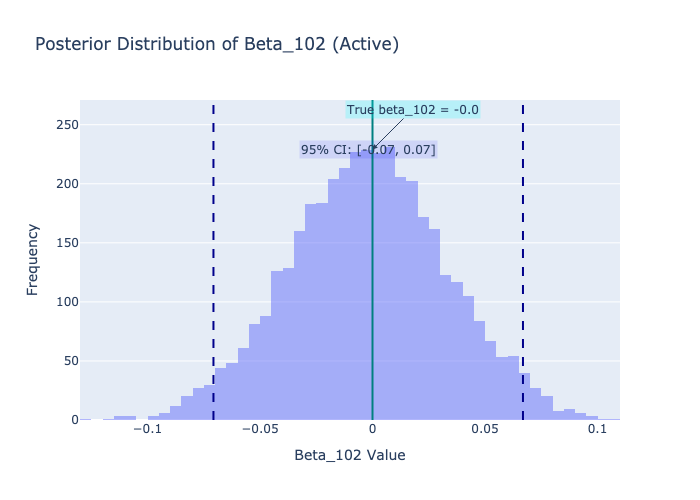 Posterior Distribution of Beta_102 (Active)
True beta_102 = -0.0
95% CI: [-0.07, 0.07]
250
200
150
100
50
0
Frequency
−0.1
−0.05
0
0.05
0.1
Beta_102 Value